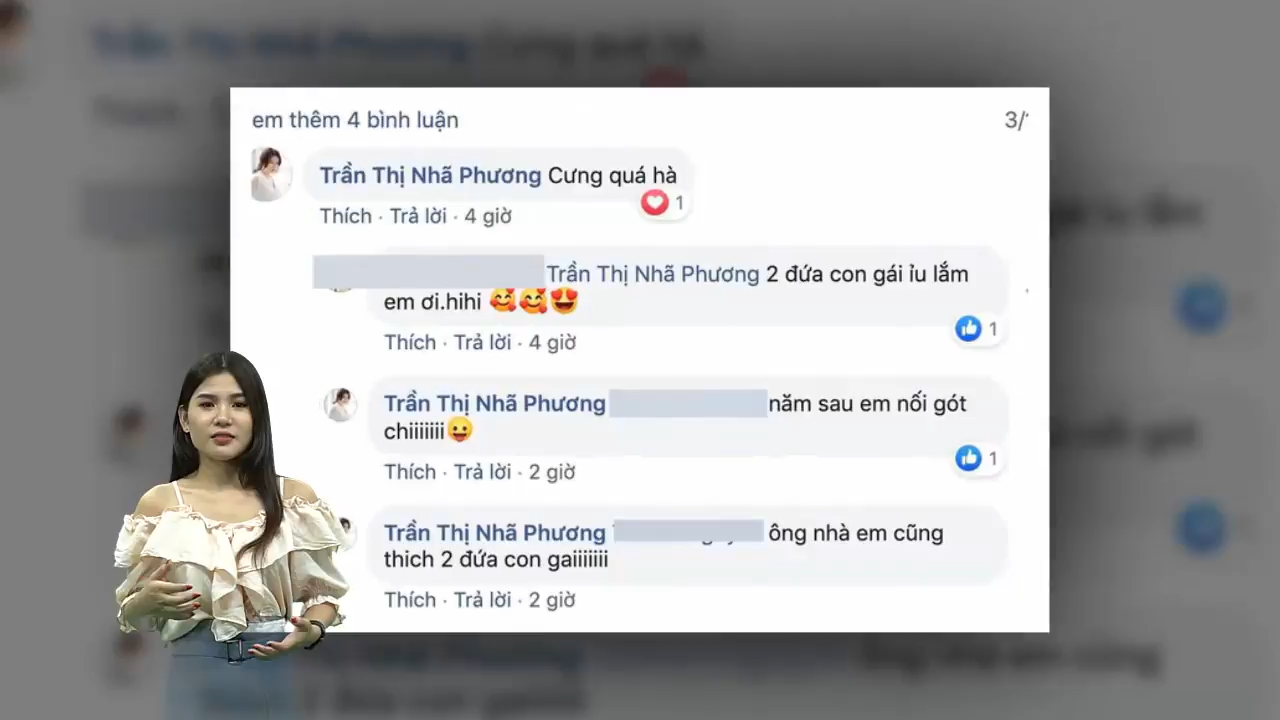 em thêm 4 bình luận
3/
Trần Thị Nhã Phương Cưng quá hà
1
Thích · Trả lời · 4 giờ
Trần Thị Nhã Phương 2 đứa con gái ỉu lắm
em ơi.hihi 🥰🥰😍
1
Thích · Trả lời · 4 giờ
Trần Thị Nhã Phương năm sau em nối gót
chiiiiiii😛
1
Thích · Trả lời · 2 giờ
Trần Thị Nhã Phương ông nhà em cũng
thich 2 đứa con gaiiiiiii
Thích · Trả lời · 2 giờ